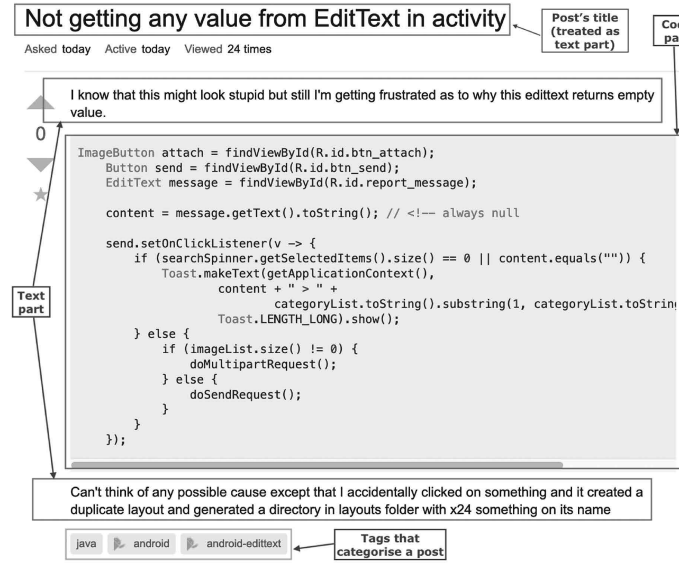 Not getting any value from EditText in activity
Post's title
(treated as
text part)
Asked today Active today Viewed 24 times
I know that this might look stupid but still I'm getting frustrated as to why this edittext returns empty
value.
0
ImageButton attach = findViewById(R.id.btn_attach);
Button send = findViewById(R.id.btn_send);
EditText message = findViewById(R.id.report_message);
content = message.getText().toString(); // <!-- always null
send.setOnClickListener(v -> {
if (searchSpinner.getSelectedItems().size() == 0 || content.equals("")) {
Toast.makeText(getApplicationContext(),
content + " > " +
categoryList.toString().substring(1, categoryList.toString
Toast.LENGTH_LONG).show();
} else {
if (imageList.size() != 0) {
doMultipartRequest();
} else {
doSendRequest();
}
}
});
Text
part
Can't think of any possible cause except that I accidentally clicked on something and it created a
duplicate layout and generated a directory in layouts folder with x24 something on its name
java android android-edittext
Tags that
categorise a post